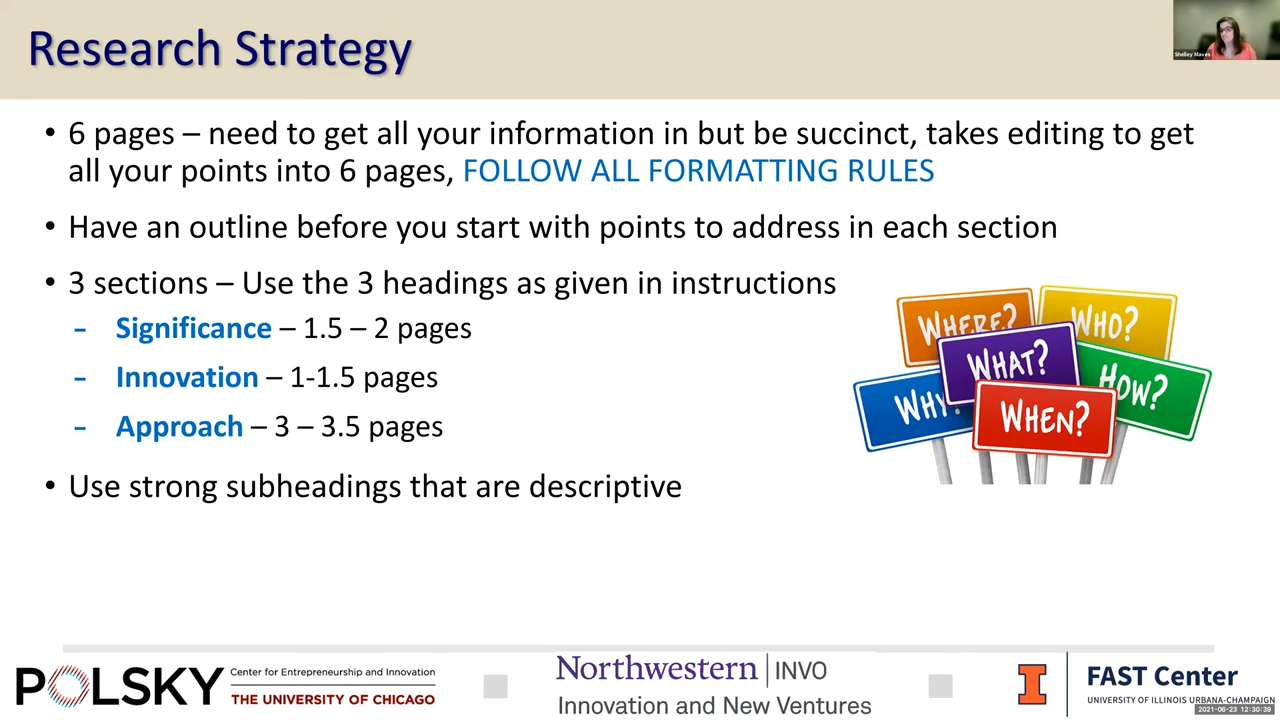 Research Strategy
Shelley Maves
• 6 pages – need to get all your information in but be succinct, takes editing to get
all your points into 6 pages, FOLLOW ALL FORMATTING RULES
• Have an outline before you start with points to address in each section
• 3 sections – Use the 3 headings as given in instructions
- Significance – 1.5 – 2 pages
- Innovation – 1-1.5 pages
- Approach – 3 – 3.5 pages
• Use strong subheadings that are descriptive
WHERE?
WHO?
WHAT?
HOW?
WHY?
WHEN?
POLSKY
Center for Entrepreneurship and Innovation
THE UNIVERSITY OF CHICAGO
Northwestern | INVO
Innovation and New Ventures
I
FAST Center
UNIVERSITY OF ILLINOIS URBANA-CHAMPAIGN
2021-06-23 12:30:39